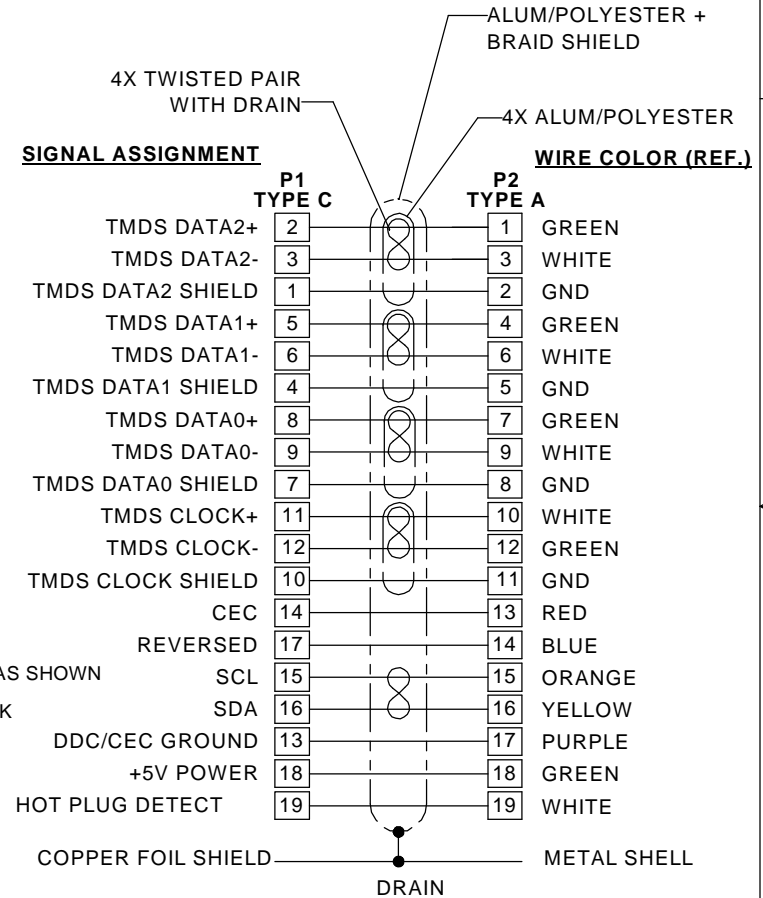 ALUM/POLYESTER +
BRAID SHIELD
4X TWISTED PAIR
WITH DRAIN
4X ALUM/POLYESTER
SIGNAL ASSIGNMENT
WIRE COLOR (REF.)
P1 P2
TYPE C TYPE A
TMDS DATA2+ 2 1 GREEN
TMDS DATA2- 3 3 WHITE
TMDS DATA2 SHIELD 1 2 GND
TMDS DATA1+ 5 4 GREEN
TMDS DATA1- 6 6 WHITE
TMDS DATA1 SHIELD 4 5 GND
TMDS DATA0+ 8 7 GREEN
TMDS DATA0- 9 9 WHITE
TMDS DATA0 SHIELD 7 8 GND
TMDS CLOCK+ 11 10 WHITE
TMDS CLOCK- 12 12 GREEN
TMDS CLOCK SHIELD 10 11 GND
CEC 14 13 RED
REVERSED 17 14 BLUE
AS SHOWN
SCL 15 15 ORANGE
K
SDA 16 16 YELLOW
DDC/CEC GROUND 13 17 PURPLE
+5V POWER 18 18 GREEN
HOT PLUG DETECT 19 19 WHITE
COPPER FOIL SHIELD METAL SHELL
DRAIN